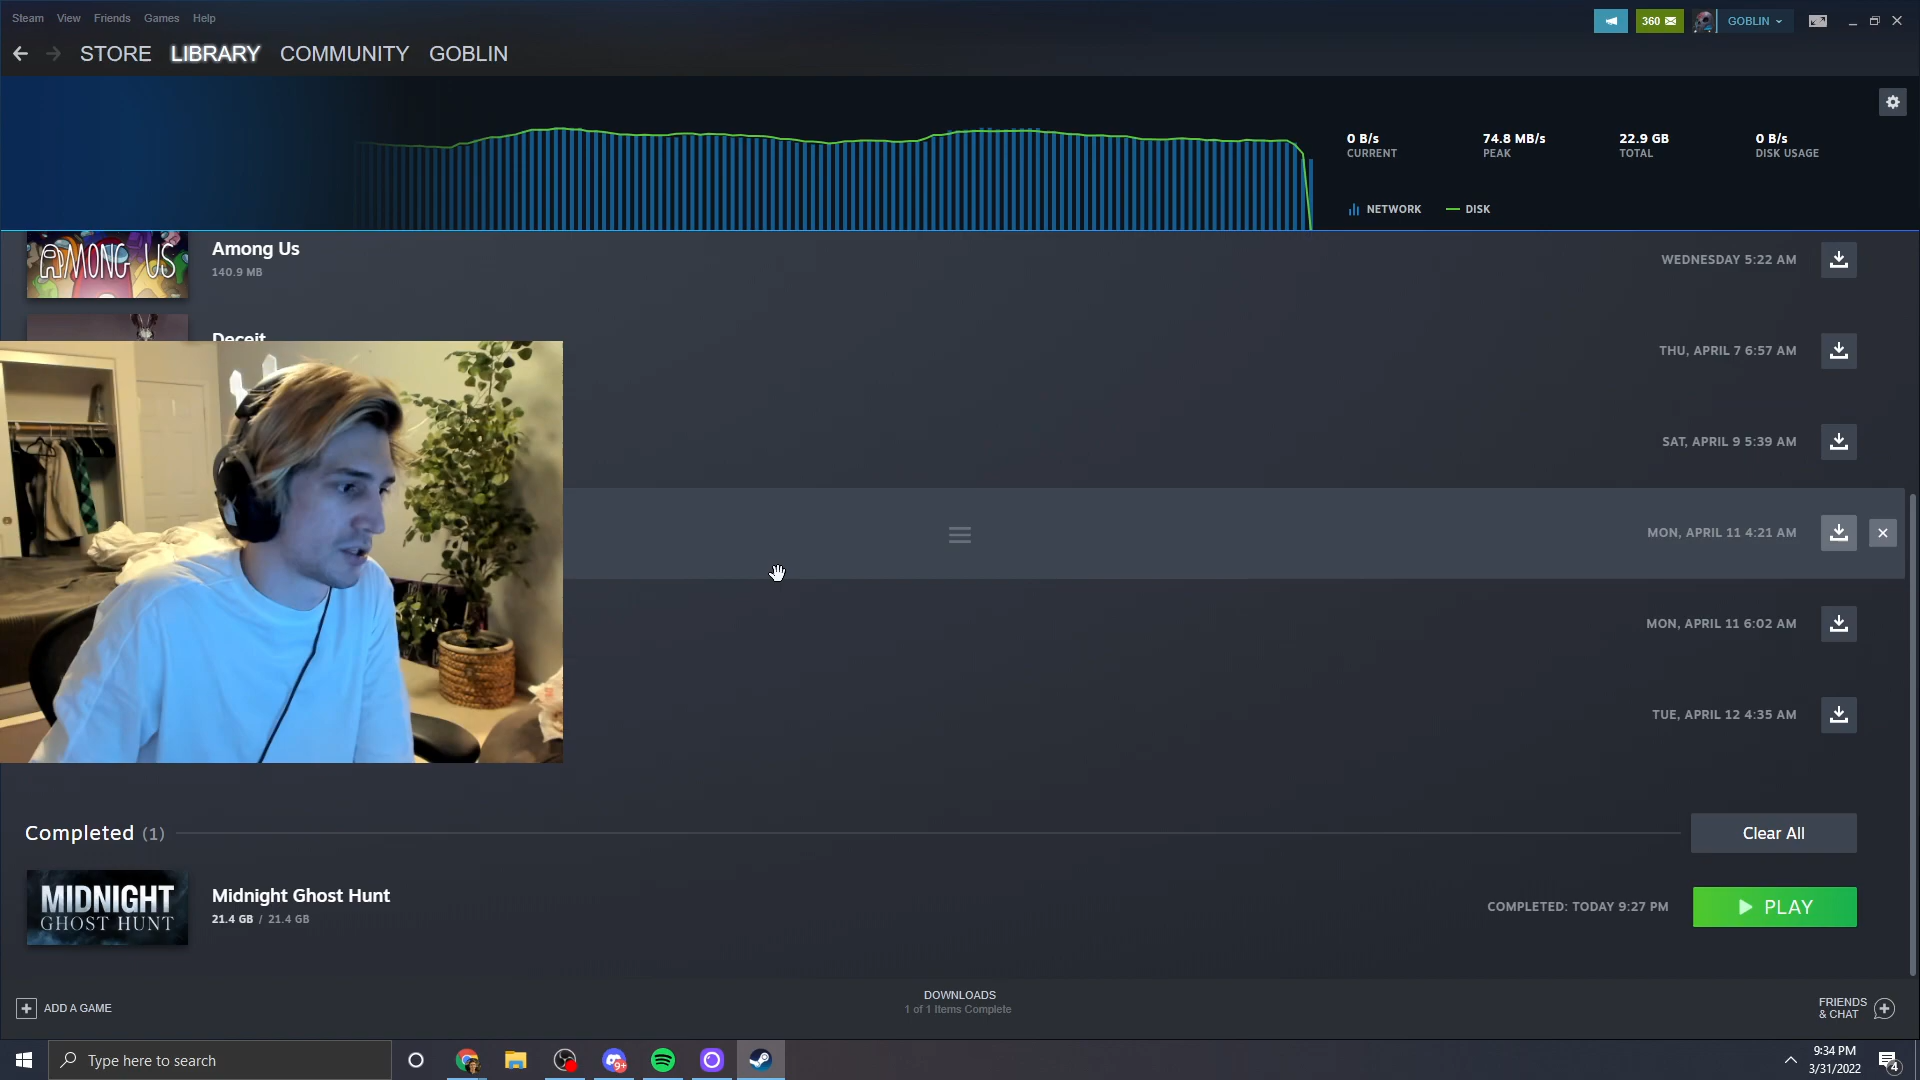 Steam View Friends Games Help
360 GOBLIN
STORE LIBRARY COMMUNITY GOBLIN
0 B/s 74.8 MB/s 22.9 GB 0 B/s
CURRENT PEAK TOTAL DISK USAGE
NETWORK DISK
AMONG US
Among Us
140.9 MB
WEDNESDAY 5:22 AM
Deceit
THU, APRIL 7 6:57 AM
SAT, APRIL 9 5:39 AM
MON, APRIL 11 4:21 AM
MON, APRIL 11 6:02 AM
TUE, APRIL 12 4:35 AM
Completed (1)
Clear All
MIDNIGHT
GHOST HUNT
Midnight Ghost Hunt
21.4 GB / 21.4 GB
COMPLETED: TODAY 9:27 PM
PLAY
ADD A GAME
DOWNLOADS
1 of 1 Items Complete
FRIENDS
& CHAT
Type here to search
9+
9:34 PM
3/31/2022
4